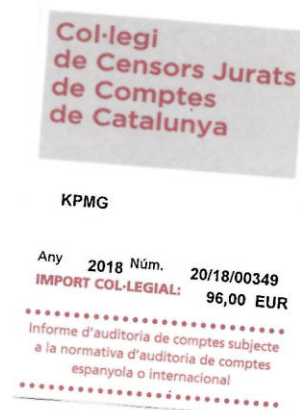 Col·legi
de Censors Jurats
de Comptes
de Catalunya
KPMG
Any 2018 Núm. 20/18/00349
IMPORT COL·LEGIAL: 96,00 EUR
Informe d'auditoria de comptes subjecte
a la normativa d'auditoria de comptes
espanyola o internacional